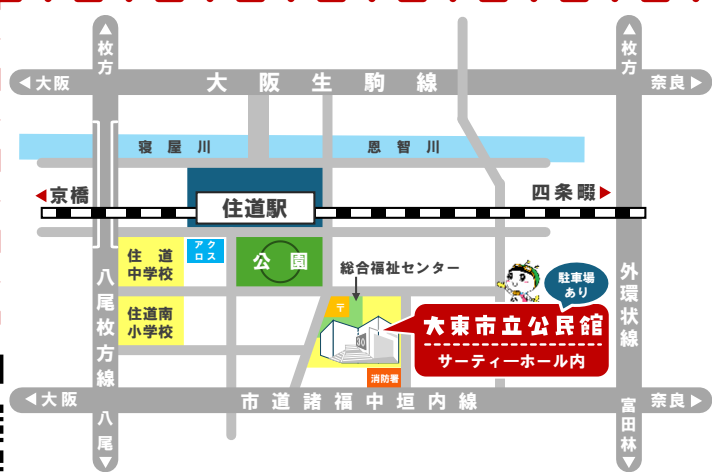 ▲枚方
▲枚方
◀大阪
大阪生駒線
奈良▶
寝屋川
恩智川
◀京橋
住道駅
四条畷▶
住道
中学校
アク
ロス
公園
総合福祉センター
駐車場
あり
住道南
小学校
〒
30
大東市立公民館
サーティーホール内
消防署
八尾枚方線
外環状線
◀大阪
市道諸福中垣内線
奈良▶
八尾▼
富田林▼